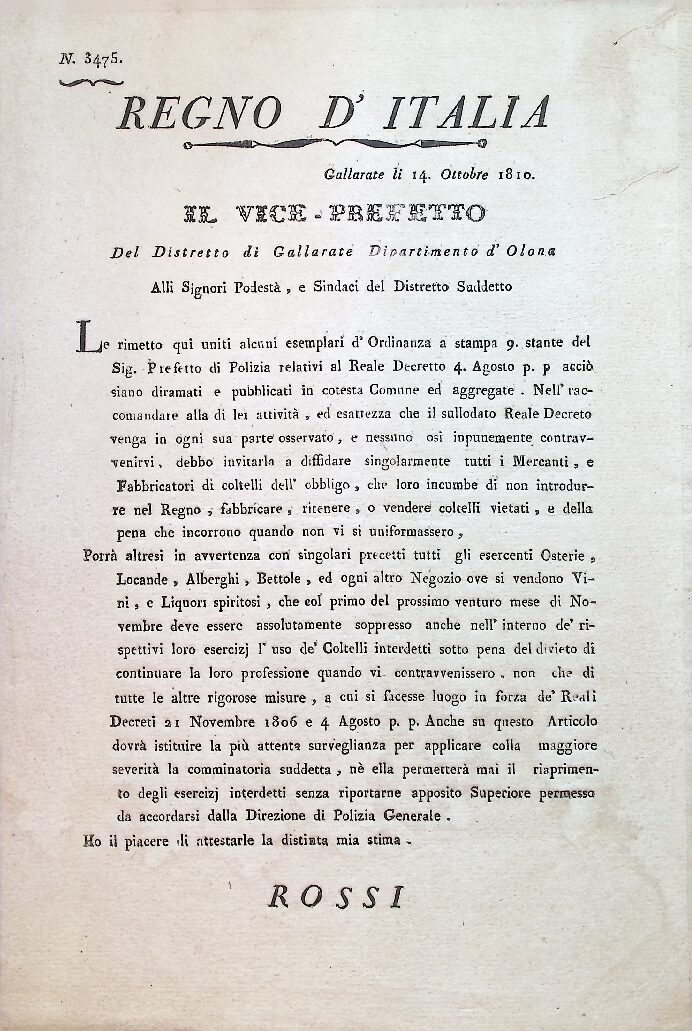 N. 3475.
REGNO D' ITALIA
Gallarate li 14. Ottobre 1810.
IL VICE-PREFETTO
Del Distretto di Gallarate Dipartimento d' Olona
Alli Signori Podestà, e Sindaci del Distretto Suddetto
Le rimetto qui uniti alcuni esemplari d' Ordinanza a stampa 9. stante del
Sig. Prefetto di Polizia relativi al Reale Decretto 4. Agosto p. p acciò
siano diramati e pubblicati in cotesta Comune ed aggregate. Nell' rac-
comandare alla di lei attività, ed esattezza che il sullodato Reale Decreto
venga in ogni sua parte osservato, e nessuno osi inpunemente contrav-
venirvi, debbo invitarla a diffidare singolarmente tutti i Mercanti, e
Fabbricatori di coltelli dell' obbligo, che loro incumbe di non introdur-
re nel Regno, fabbricare, ritenere, o vendere coltelli vietati, e della
pena che incorrono quando non vi si uniformassero,
Porrà altresì in avvertenza con singolari precetti tutti gli esercenti Osterie,
Locande, Alberghi, Bettole, ed ogni altro Negozio ove si vendono Vi-
ni, e Liquori spiritosi, che col primo del prossimo venturo mese di No-
vembre deve essere assolutamente soppresso anche nell' interno de' ri-
spettivi loro esercizj l' uso de' Coltelli interdetti sotto pena del divieto di
continuare la loro professione quando vi contravvenissero. non che di
tutte le altre rigorose misure, a cui si facesse luogo in forza de' Reali
Decreti 21 Novembre 1806 e 4 Agosto p. p. Anche su questo Articolo
dovrà istituire la più attenta surveglianza per applicare colla maggiore
severità la comminatoria suddetta, nè ella permetterà mai il riaprimen-
to degli esercizj interdetti senza riportarne apposito Superiore permesso
da accordarsi dalla Direzione di Polizia Generale.
Ho il piacere di attestarle la distinta mia stima.
ROSSI